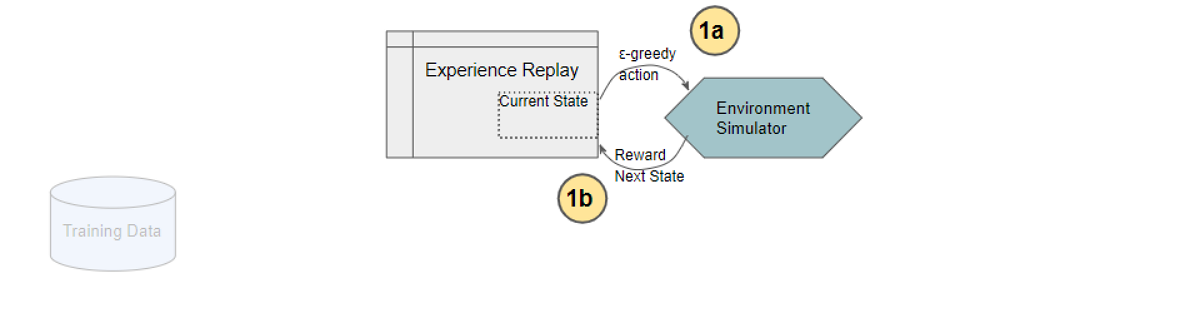 1a
ε-greedy
action
Experience Replay
Current State
Environment
Simulator
Reward
Next State
1b
Training Data